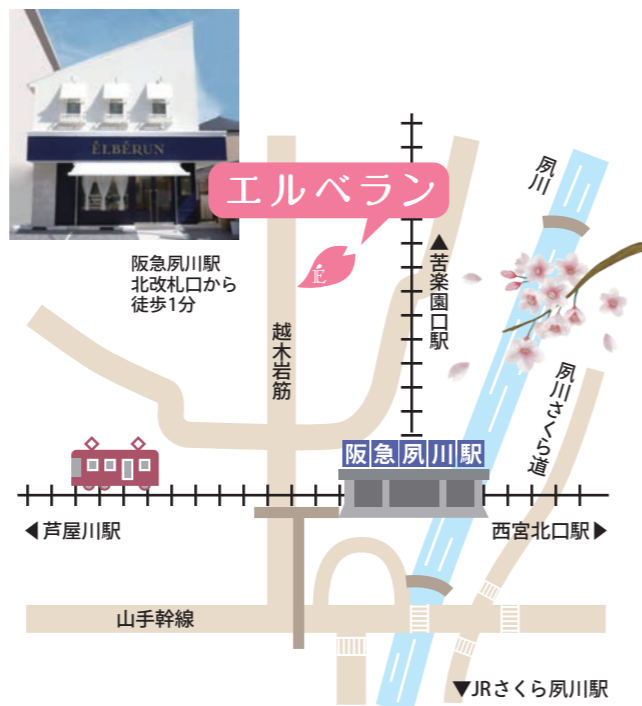 ÉLBÉRUN
エルベラン
É
阪急夙川駅
北改札口から
徒歩1分
夙川
▲苦楽園口駅
越木岩筋
夙川さくら道
阪急夙川駅
◀芦屋川駅
西宮北口駅▶
山手幹線
▼JRさくら夙川駅